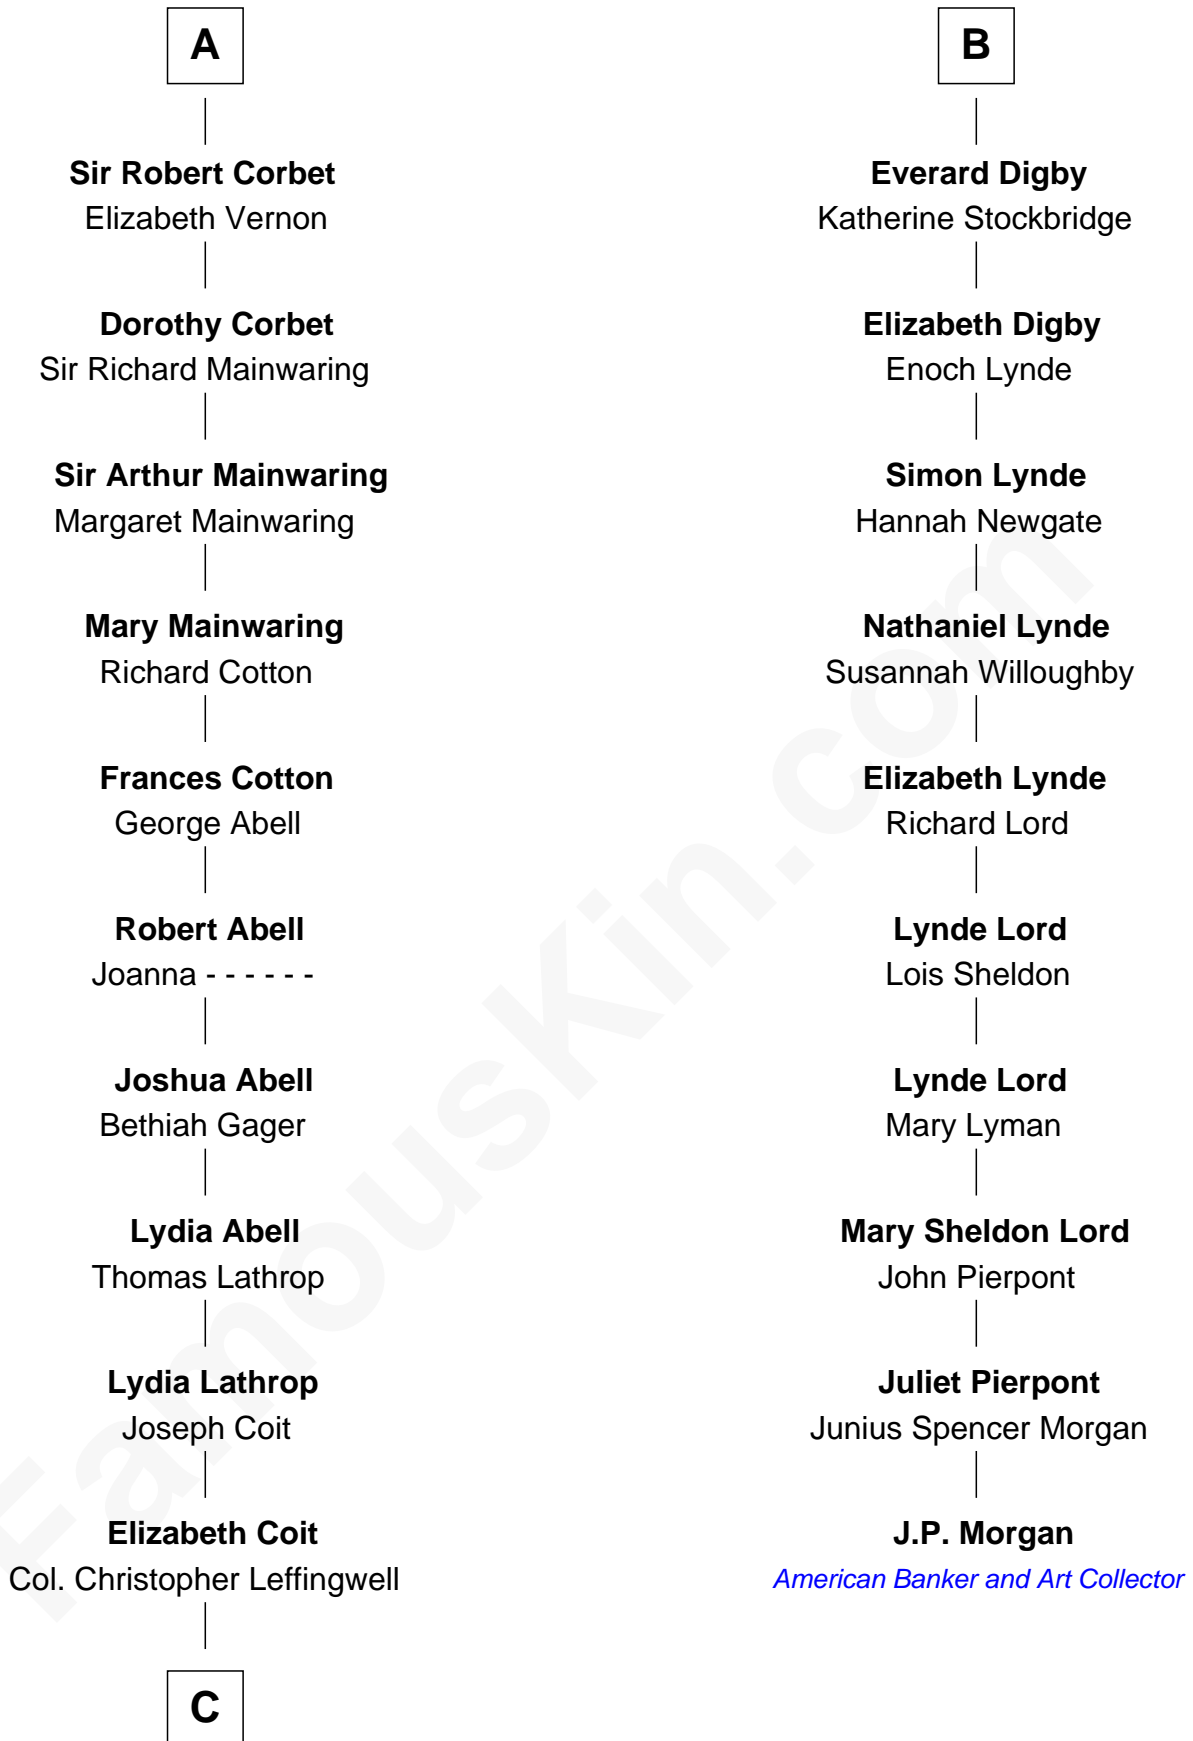 A
Sir Robert Corbet
Elizabeth Vernon
Dorothy Corbet
Sir Richard Mainwaring
Sir Arthur Mainwaring
Margaret Mainwaring
Mary Mainwaring
Richard Cotton
Frances Cotton
George Abell
Robert Abell
Joanna - - - - - -
Joshua Abell
Bethiah Gager
Lydia Abell
Thomas Lathrop
Lydia Lathrop
Joseph Coit
Elizabeth Coit
Col. Christopher Leffingwell
C
B
Everard Digby
Katherine Stockbridge
Elizabeth Digby
Enoch Lynde
Simon Lynde
Hannah Newgate
Nathaniel Lynde
Susannah Willoughby
Elizabeth Lynde
Richard Lord
Lynde Lord
Lois Sheldon
Lynde Lord
Mary Lyman
Mary Sheldon Lord
John Pierpont
Juliet Pierpont
Junius Spencer Morgan
J.P. Morgan
American Banker and Art Collector
FamousKin.com